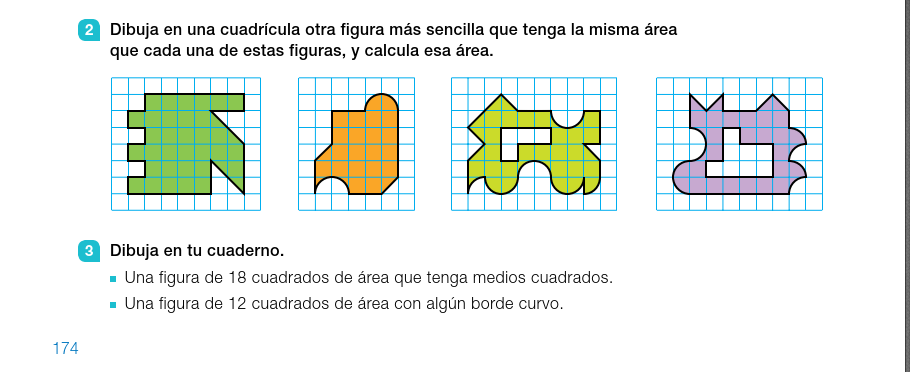 2 Dibuja en una cuadrícula otra figura más sencilla que tenga la misma área
que cada una de estas figuras, y calcula esa área.
3 Dibuja en tu cuaderno.
▪ Una figura de 18 cuadrados de área que tenga medios cuadrados.
▪ Una figura de 12 cuadrados de área con algún borde curvo.
174